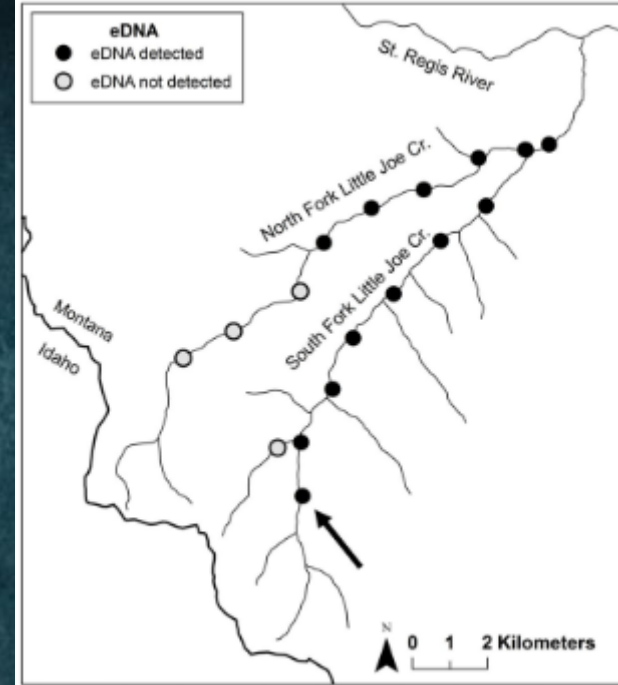 eDNA
eDNA detected
eDNA not detected
St. Regis River
North Fork Little Joe Cr.
South Fork Little Joe Cr.
Montana
Idaho
N
0 1 2 Kilometers